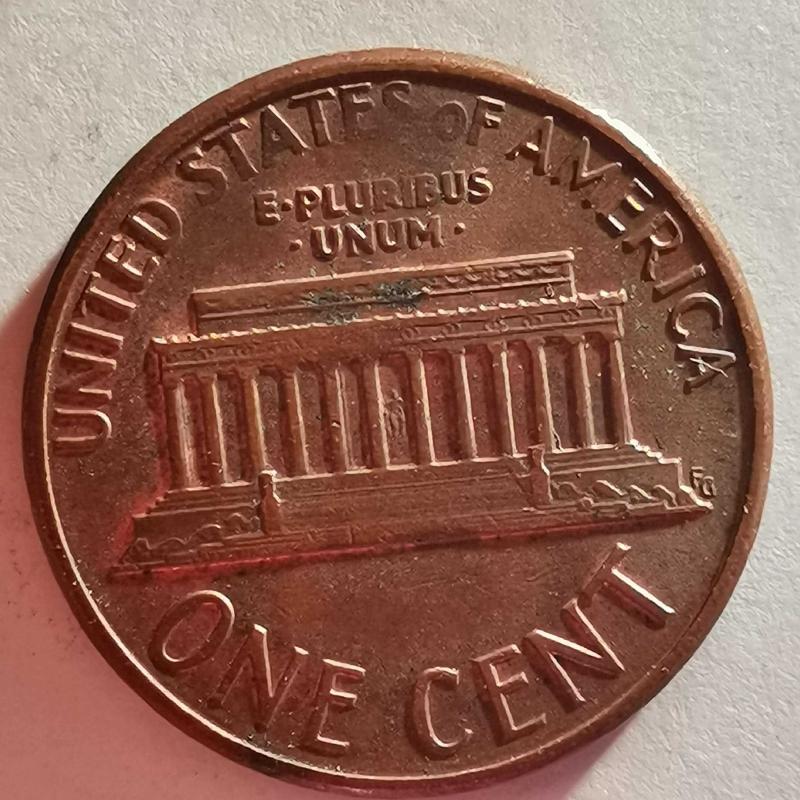 UNITED STATES OF AMERICA
E·PLURIBUS
·UNUM·
FG
ONE CENT